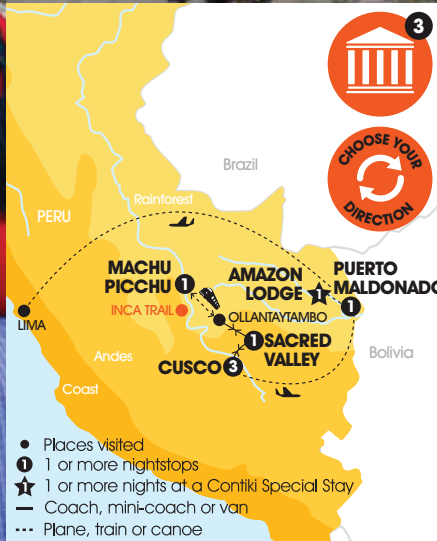 3
CHOOSE YOUR
DIRECTION
Brazil
Rainforest
PERU
MACHU
PICCHU
1
AMAZON
LODGE
1
PUERTO
MALDONADO
1
INCA TRAIL
OLLANTAYTAMBO
LIMA
1
SACRED
VALLEY
Bolivia
Andes
CUSCO
3
Coast
Places visited
1 1 or more nightstops
1 1 or more nights at a Contiki Special Stay
Coach, mini-coach or van
Plane, train or canoe